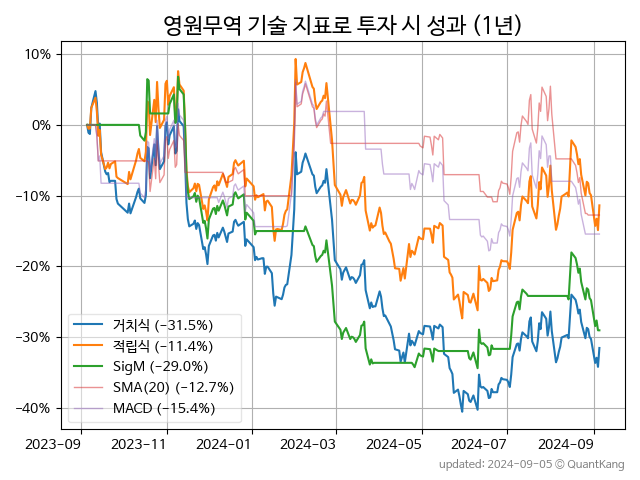 영원무역 기술 지표로 투자 시 성과 (1년)
10%
0%
−10%
−20%
−30%
−40%
거치식 (−31.5%)
적립식 (−11.4%)
SigM (−29.0%)
SMA(20) (−12.7%)
MACD (−15.4%)
2023-09 2023-11 2024-01 2024-03 2024-05 2024-07 2024-09
updated: 2024-09-05 © QuantKang